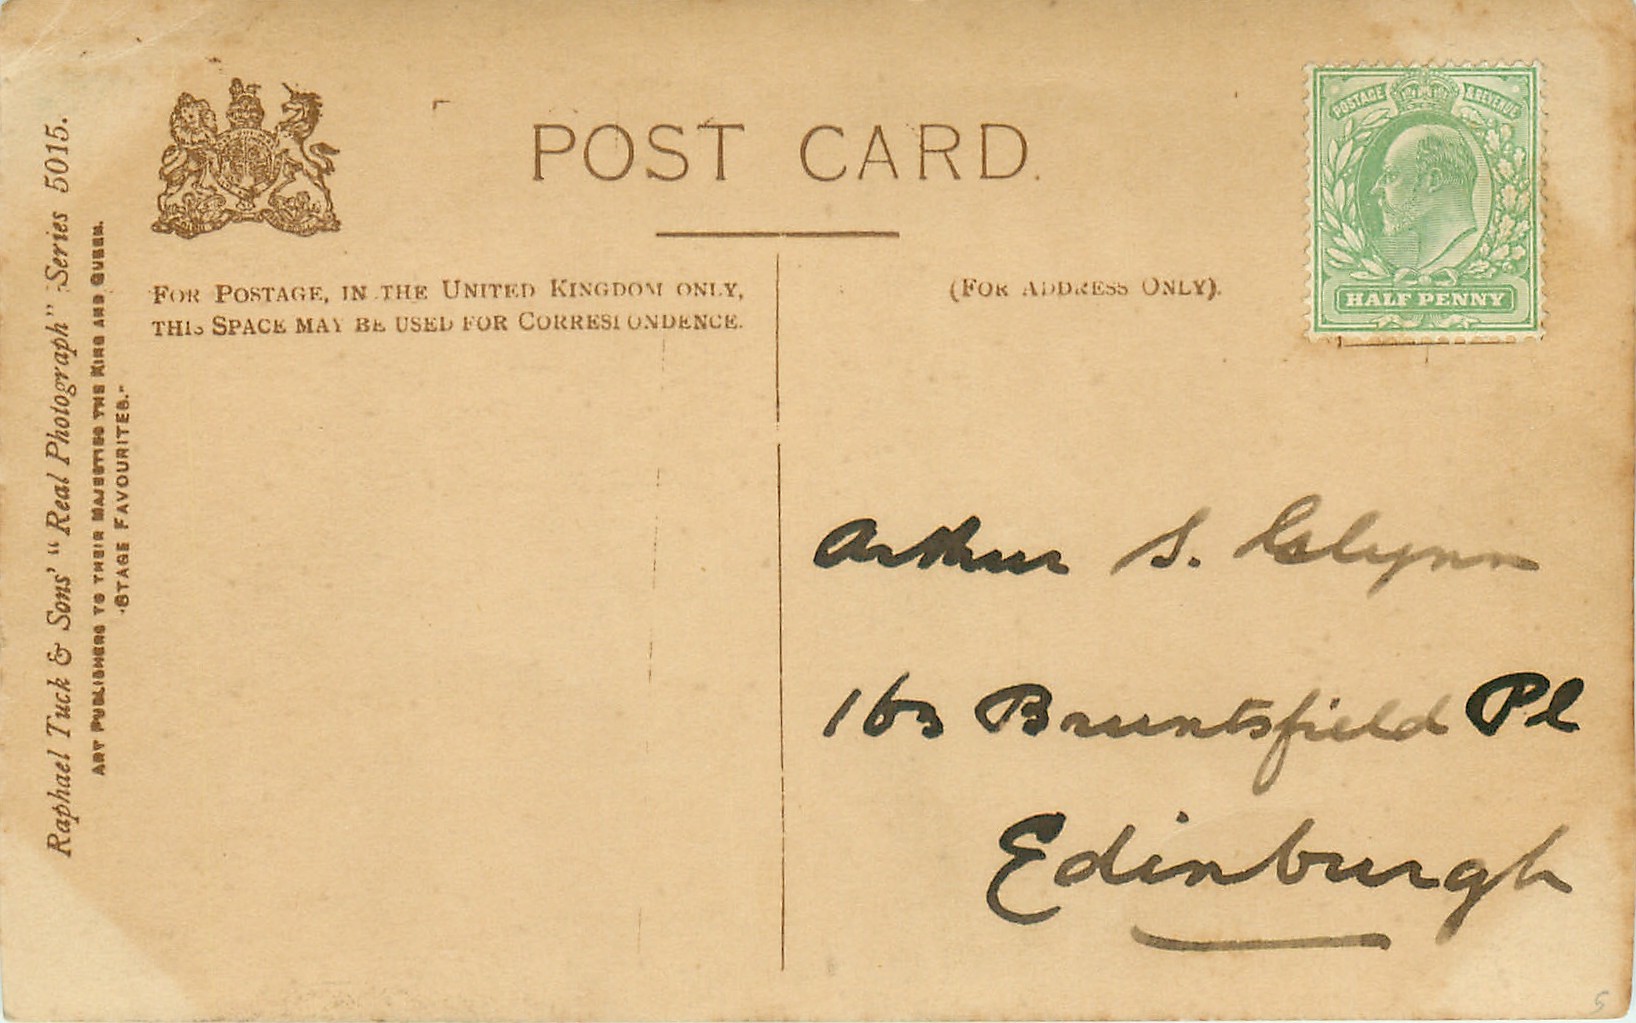 Raphael Tuck & Sons' "Real Photograph" Series 5015.
ART PUBLISHERS TO THEIR MAJESTIES THE KING AND QUEEN.
"STAGE FAVOURITES."
POST CARD.
FOR POSTAGE, IN THE UNITED KINGDOM ONLY,
THIS SPACE MAY BE USED FOR CORRESPONDENCE.
(FOR ADDRESS ONLY).
POSTAGE & REVENUE
HALF PENNY
Arthur S. Glynn
163 Bruntsfield Pl
Edinburgh
5